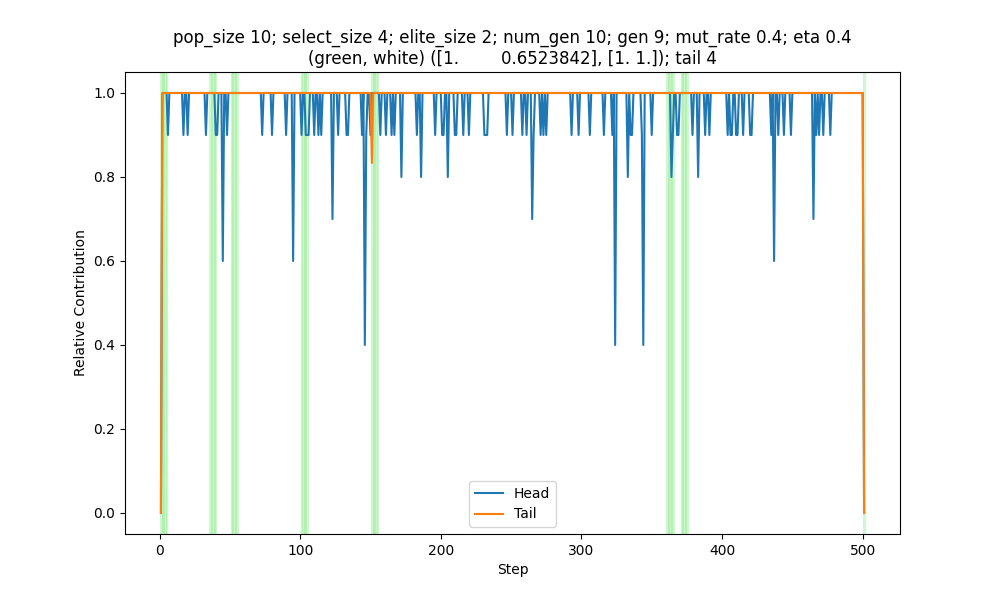 pop_size 10; select_size 4; elite_size 2; num_gen 10; gen 9; mut_rate 0.4; eta 0.4
(green, white) ([1.        0.6523842], [1. 1.]); tail 4
1.0
0.8
0.6
0.4
0.2
0.0
Relative Contribution
Head
Tail
0
100
200
300
400
500
Step